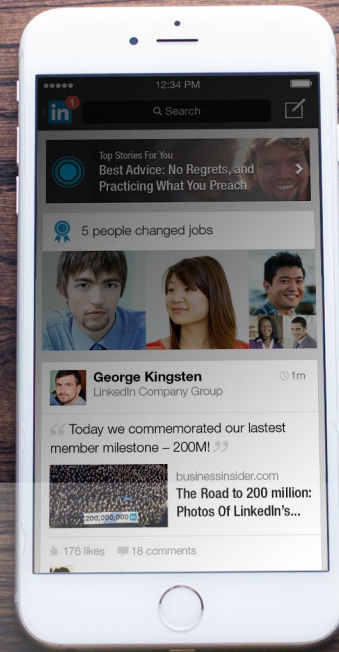 12:34 PM
in
1
Search
Top Stories For You
Best Advice: No Regrets, and
Practicing What You Preach
5 people changed jobs
George Kingsten
1m
LinkedIn Company Group
“ Today we commemorated our lastest
member milestone – 200M! ”
businessinsider.com
The Road to 200 million:
Photos Of LinkedIn's...
200,000,000 in
176 likes 18 comments